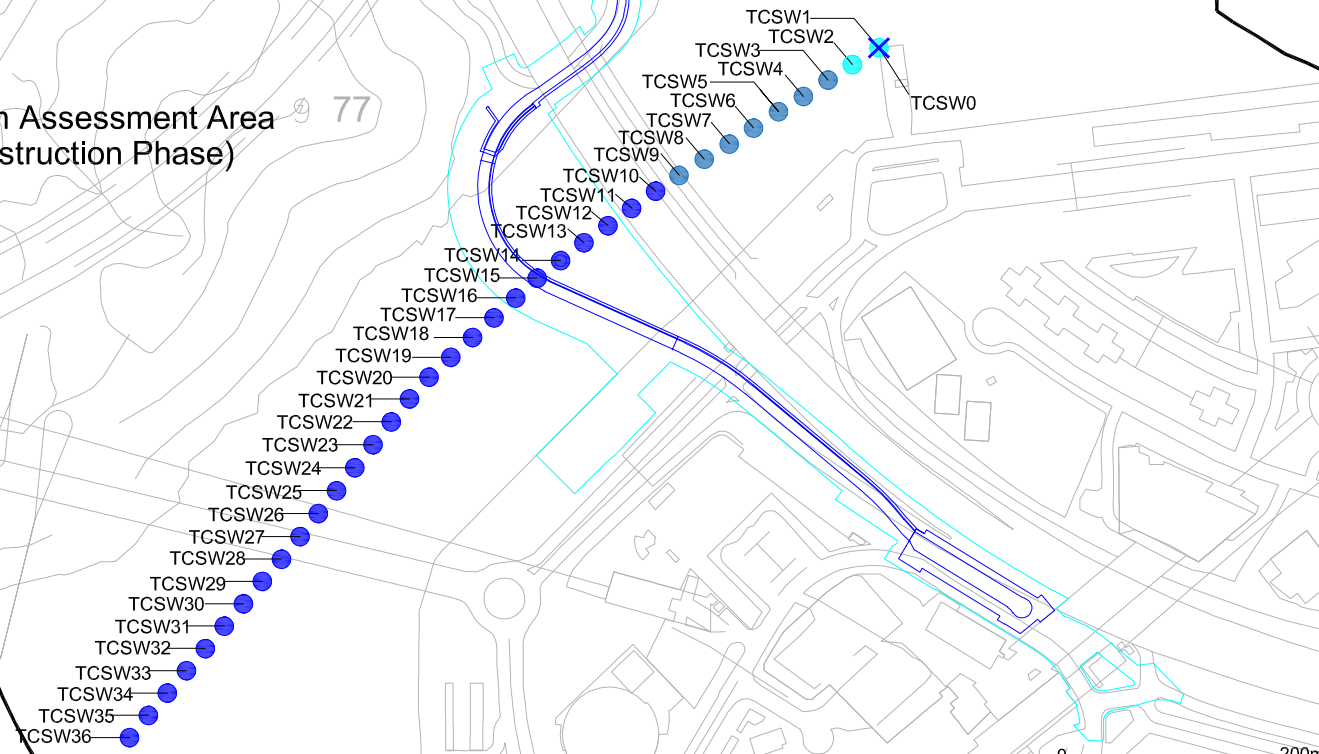 TCSW1
TCSW2
TCSW3
TCSW4
TCSW5
TCSW6
TCSW0
77
Assessment Area
struction Phase)
TCSW7
TCSW8
TCSW9
TCSW10
TCSW11
TCSW12
TCSW13
TCSW14
TCSW15
TCSW16
TCSW17
TCSW18
TCSW19
TCSW20
TCSW21
TCSW22
TCSW23
TCSW24
TCSW25
TCSW26
TCSW27
TCSW28
TCSW29
TCSW30
TCSW31
TCSW32
TCSW33
TCSW34
TCSW35
TCSW36